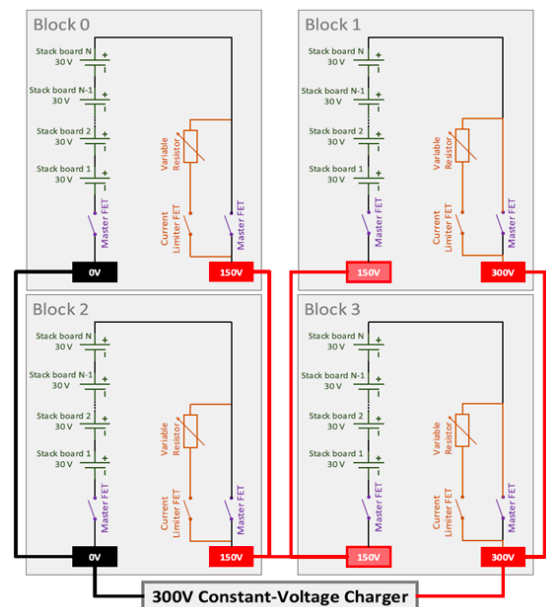 Block 0
Stack board N
30 V
Stack board N-1
30 V
Stack board 2
30 V
Stack board 1
30 V
Variable
Resistor
Current
Limiter FET
Master FET
Master FET
0V
150V
Block 1
Stack board N
30 V
Stack board N-1
30 V
Stack board 2
30 V
Stack board 1
30 V
Variable
Resistor
Current
Limiter FET
Master FET
Master FET
150V
300V
Block 2
Stack board N
30 V
Stack board N-1
30 V
Stack board 2
30 V
Stack board 1
30 V
Variable
Resistor
Current
Limiter FET
Master FET
Master FET
0V
150V
Block 3
Stack board N
30 V
Stack board N-1
30 V
Stack board 2
30 V
Stack board 1
30 V
Variable
Resistor
Current
Limiter FET
Master FET
Master FET
150V
300V
300V Constant-Voltage Charger